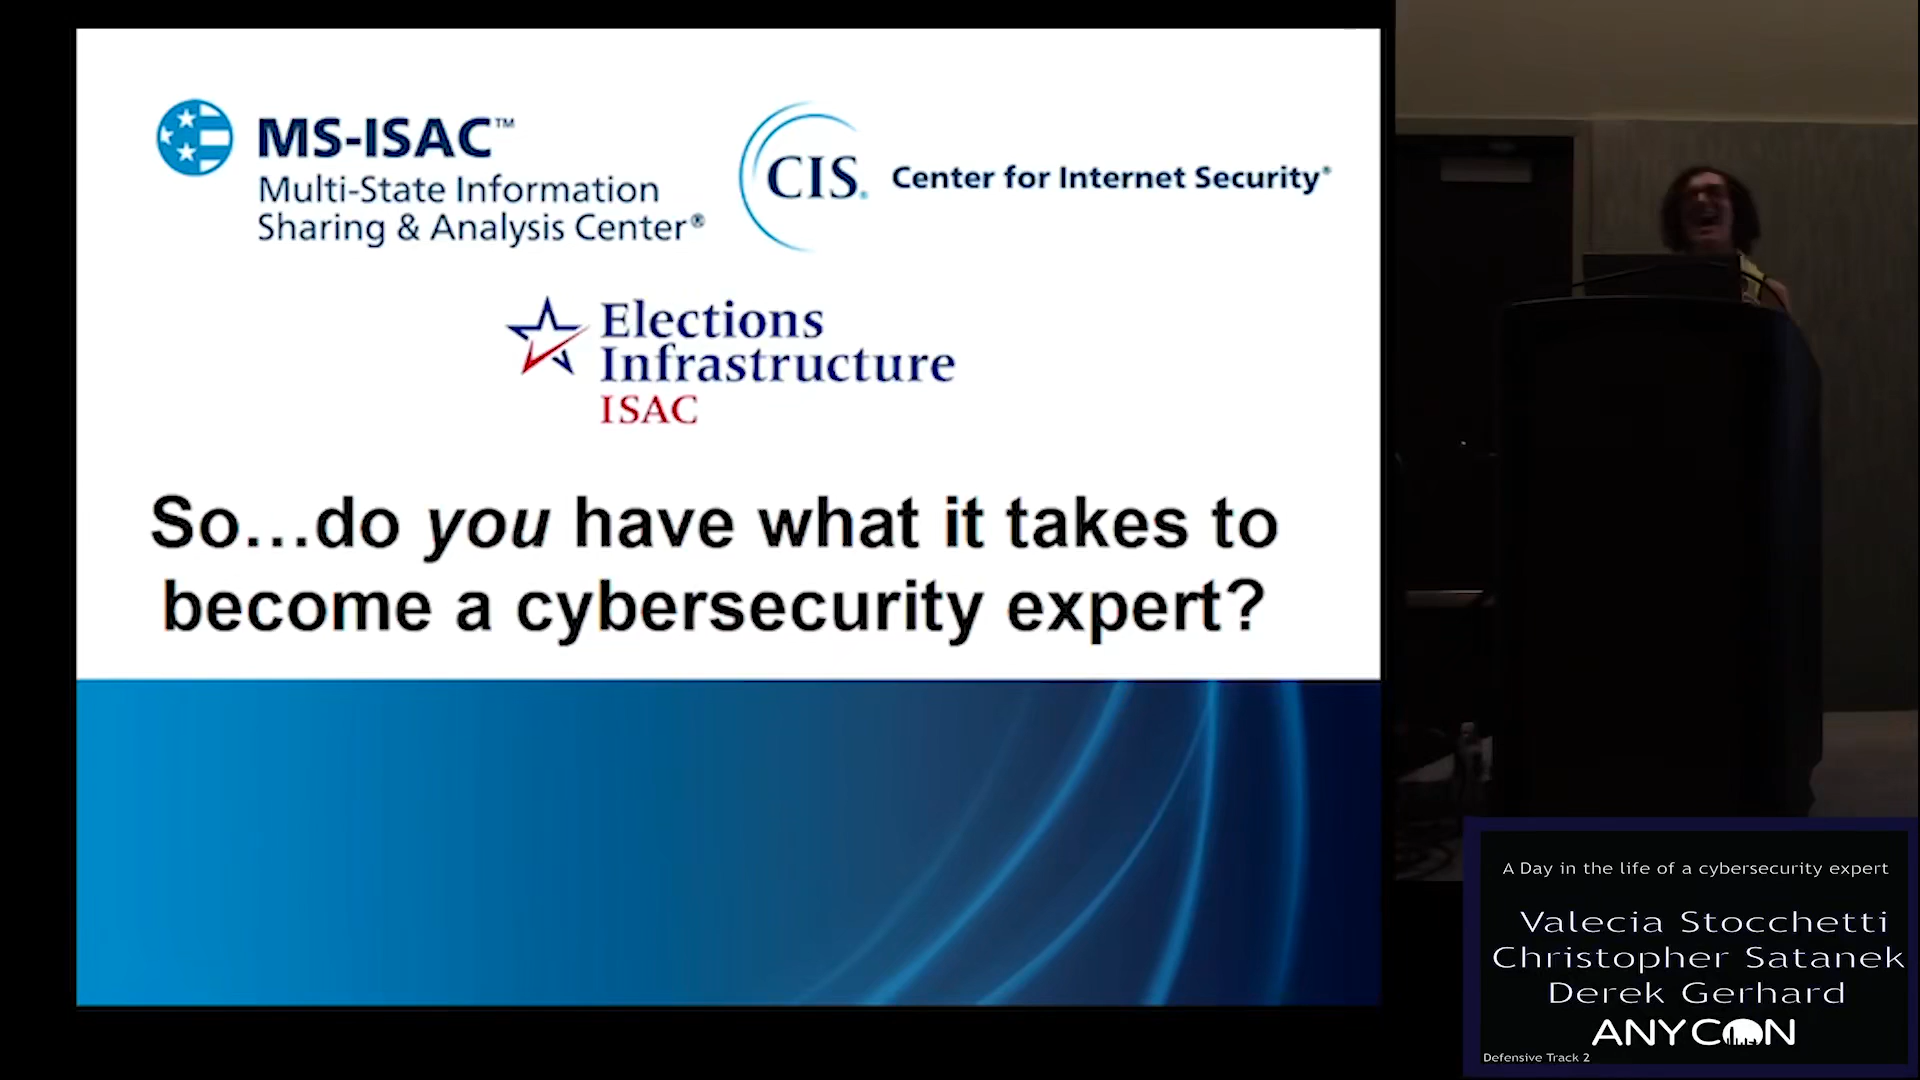 MS-ISAC™
Multi-State Information
Sharing & Analysis Center®
CIS.
Center for Internet Security®
Elections
Infrastructure
ISAC
So...do you have what it takes to
become a cybersecurity expert?
A Day in the life of a cybersecurity expert
Valecia Stocchetti
Christopher Satanek
Derek Gerhard
ANYCON
Defensive Track 2